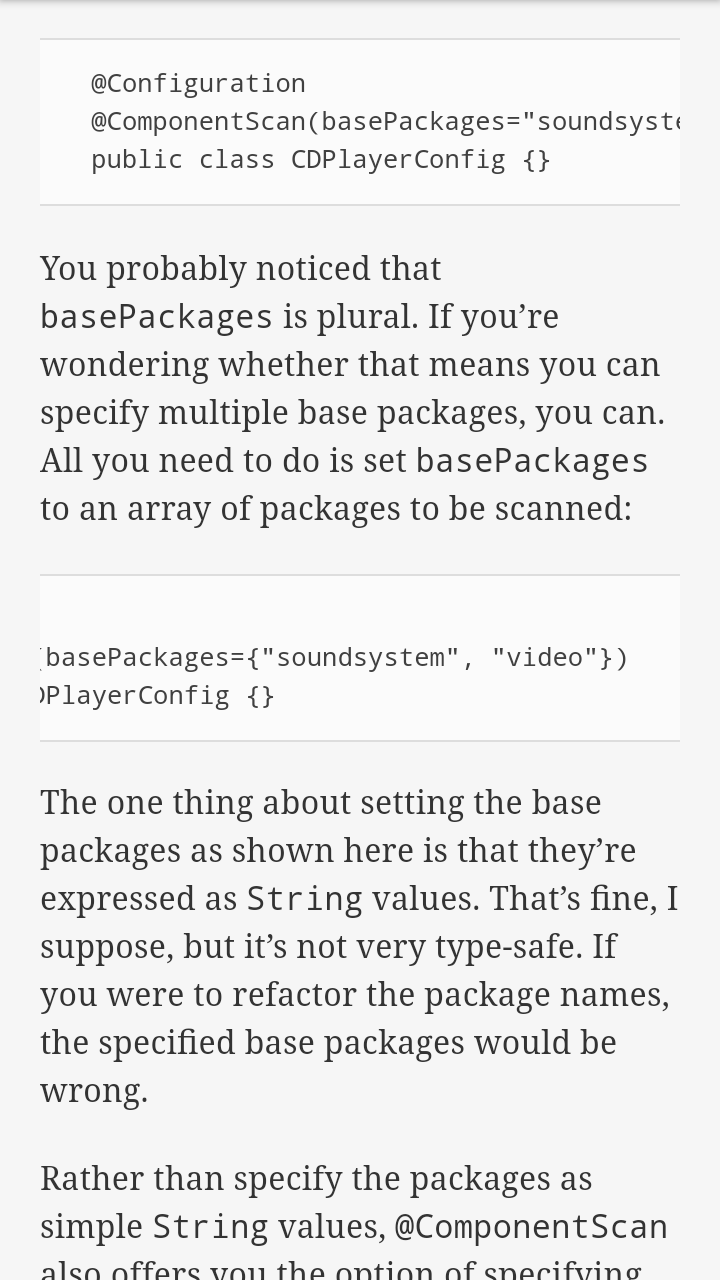 @Configuration
@ComponentScan(basePackages="soundsyste
public class CDPlayerConfig {}
You probably noticed that
basePackages is plural. If you’re
wondering whether that means you can
specify multiple base packages, you can.
All you need to do is set basePackages
to an array of packages to be scanned:
(basePackages={"soundsystem", "video"})
DPlayerConfig {}
The one thing about setting the base
packages as shown here is that they’re
expressed as String values. That’s fine, I
suppose, but it’s not very type-safe. If
you were to refactor the package names,
the specified base packages would be
wrong.
Rather than specify the packages as
simple String values, @ComponentScan
also offers you the option of specifying